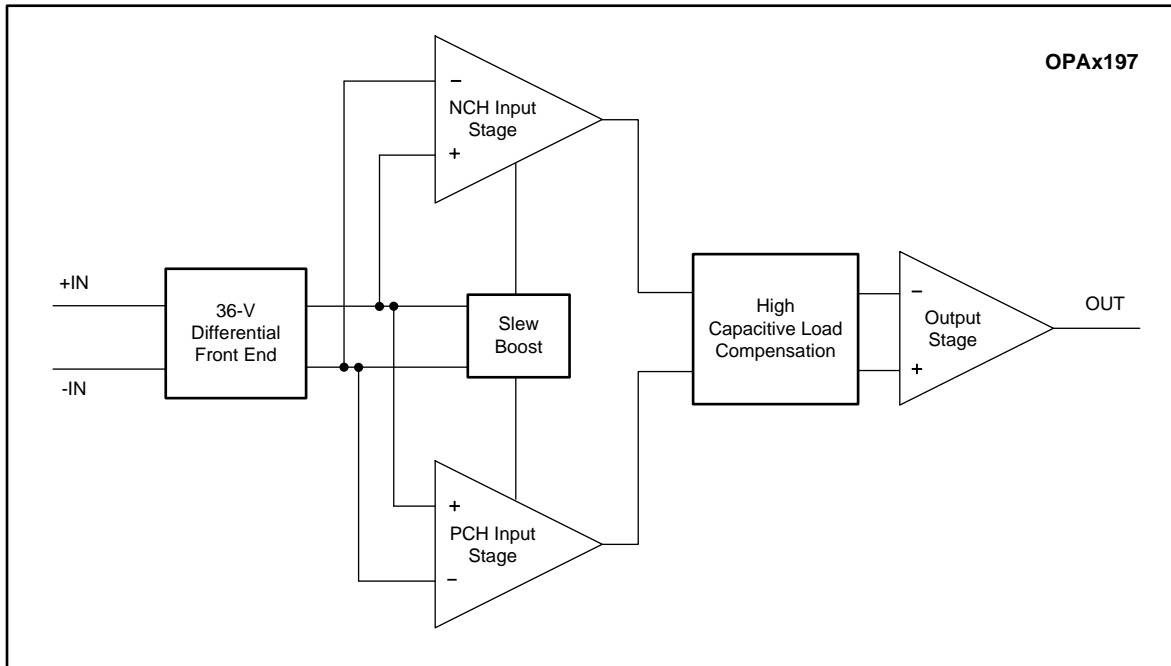 OPAx197
−
NCH Input
Stage
+
+IN
36-V
Differential
Front End
-IN
Slew
Boost
High
Capacitive Load
Compensation
−
Output
Stage
+
OUT
+
PCH Input
Stage
−